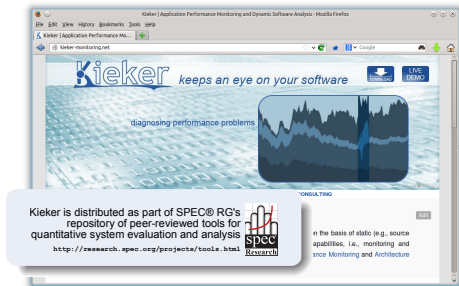 Kieker | Application Performance Monitoring and Dynamic Software Analysis - Mozilla Firefox
File Edit View History Bookmarks Tools Help
Kieker | Application Performance Mo...
kieker-monitoring.net
Google
Kieker keeps an eye on your software
DOWNLOAD
LIVE DEMO
diagnosing performance problems
ONSULTING
Edit
Kieker is distributed as part of SPEC® RG's
repository of peer-reviewed tools for
quantitative system evaluation and analysis
http://research.spec.org/projects/tools.html
spec
Research
n the basis of static (e.g., source
apabilities, i.e., monitoring and
ance Monitoring and Architecture